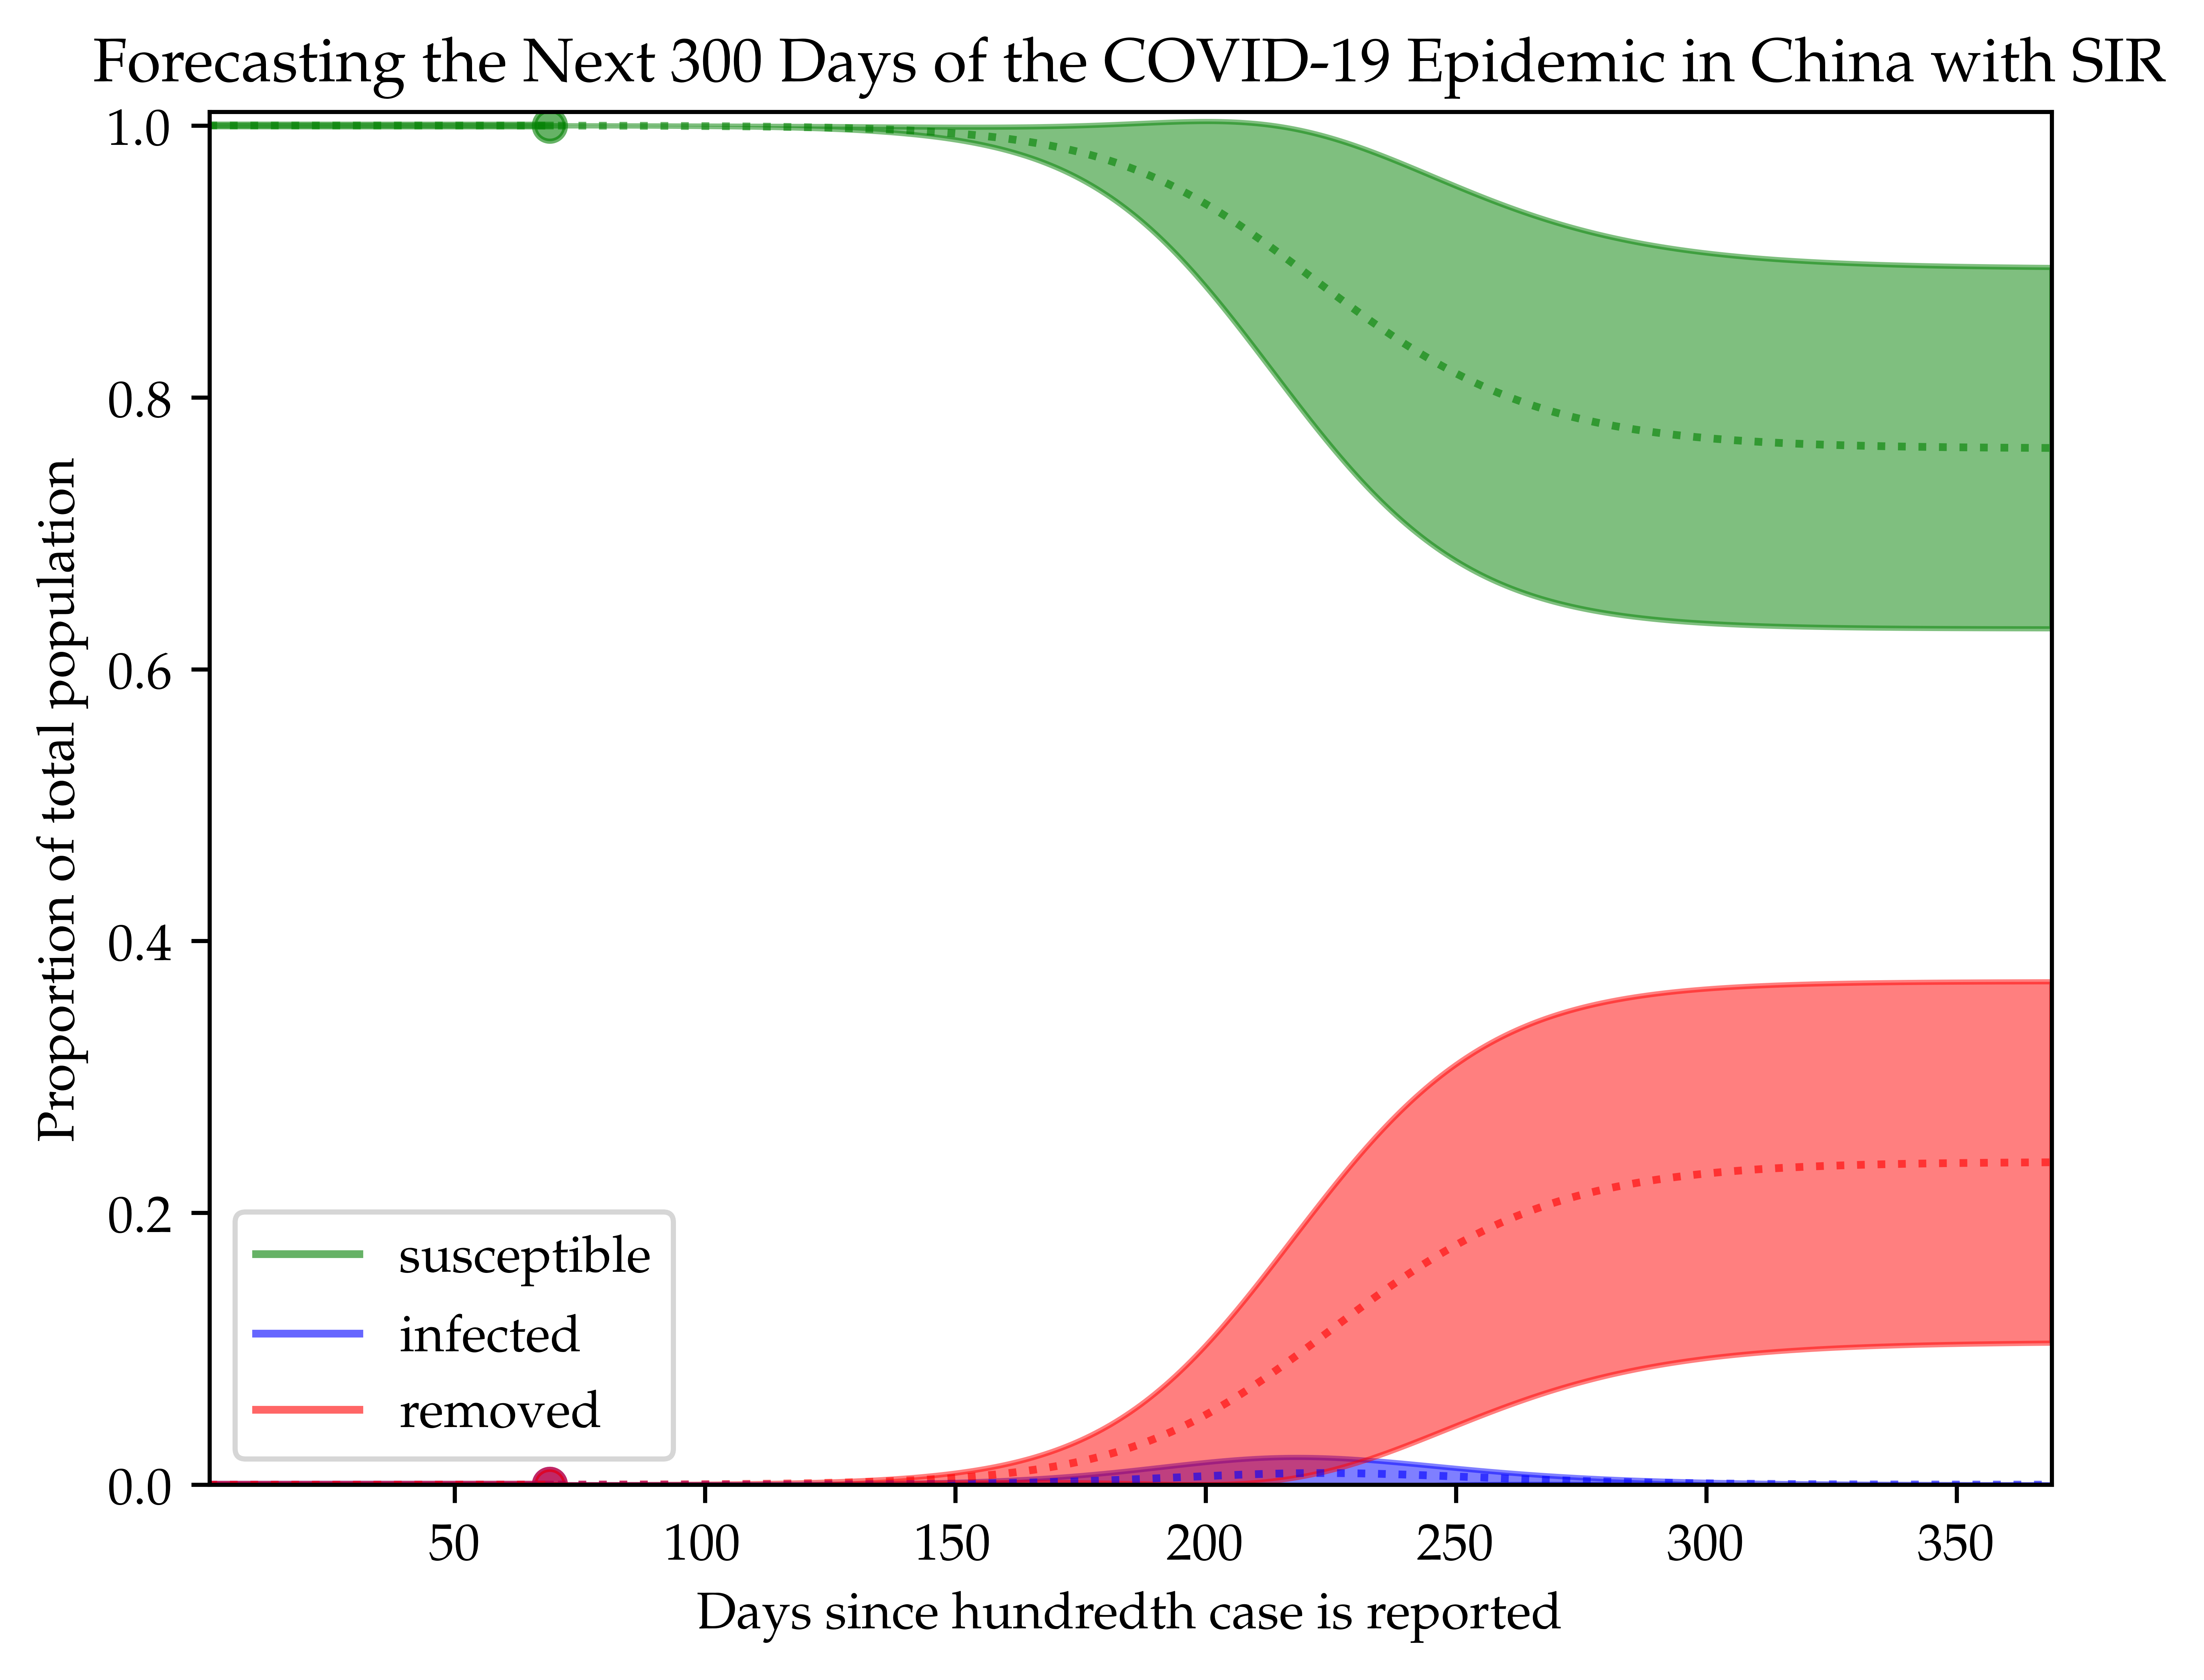 Forecasting the Next 300 Days of the COVID-19 Epidemic in China with SIR
1.0
0.8
0.6
0.4
0.2
0.0
Proportion of total population
susceptible
infected
removed
50 100 150 200 250 300 350
Days since hundredth case is reported